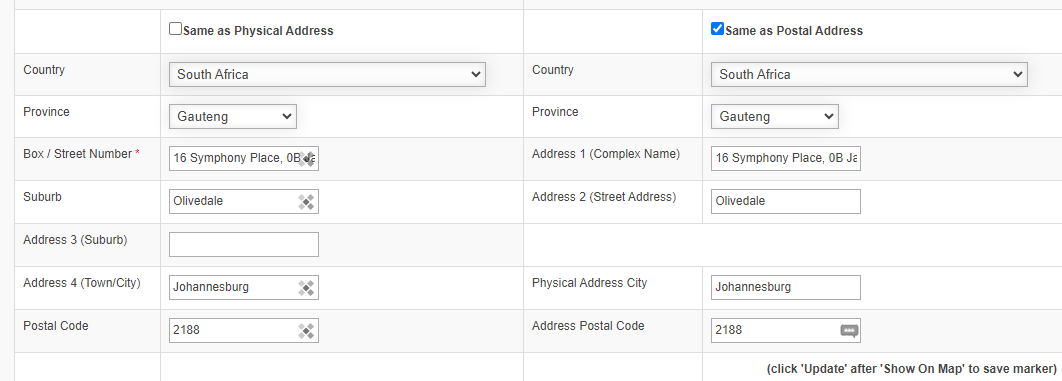 Same as Physical Address Same as Postal Address
Country South Africa Country South Africa
Province Gauteng Province Gauteng
Box / Street Number * 16 Symphony Place, 0B Address 1 (Complex Name) 16 Symphony Place, 0B Ja
Suburb Olivedale Address 2 (Street Address) Olivedale
Address 3 (Suburb)
Address 4 (Town/City) Johannesburg Physical Address City Johannesburg
Postal Code 2188 Address Postal Code 2188
(click 'Update' after 'Show On Map' to save marker)